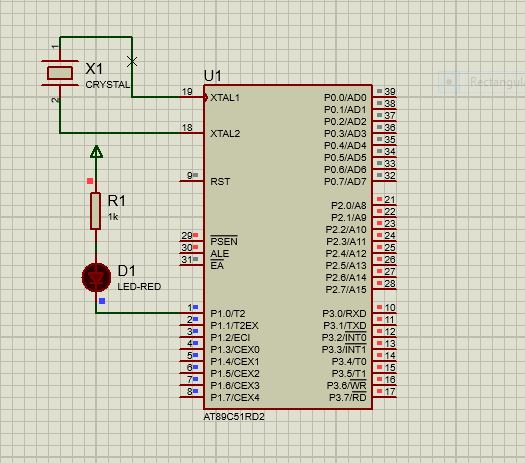 1
X1
CRYSTAL
2
U1
Rectangul
19 XTAL1
18 XTAL2
9 RST
29 PSEN
30 ALE
31 EA
R1
1k
D1
LED-RED
1 P1.0/T2
2 P1.1/T2EX
3 P1.2/ECI
4 P1.3/CEX0
5 P1.4/CEX1
6 P1.5/CEX2
7 P1.6/CEX3
8 P1.7/CEX4
P0.0/AD0 39
P0.1/AD1 38
P0.2/AD2 37
P0.3/AD3 36
P0.4/AD4 35
P0.5/AD5 34
P0.6/AD6 33
P0.7/AD7 32
P2.0/A8 21
P2.1/A9 22
P2.2/A10 23
P2.3/A11 24
P2.4/A12 25
P2.5/A13 26
P2.6/A14 27
P2.7/A15 28
P3.0/RXD 10
P3.1/TXD 11
P3.2/INT0 12
P3.3/INT1 13
P3.4/T0 14
P3.5/T1 15
P3.6/WR 16
P3.7/RD 17
AT89C51RD2